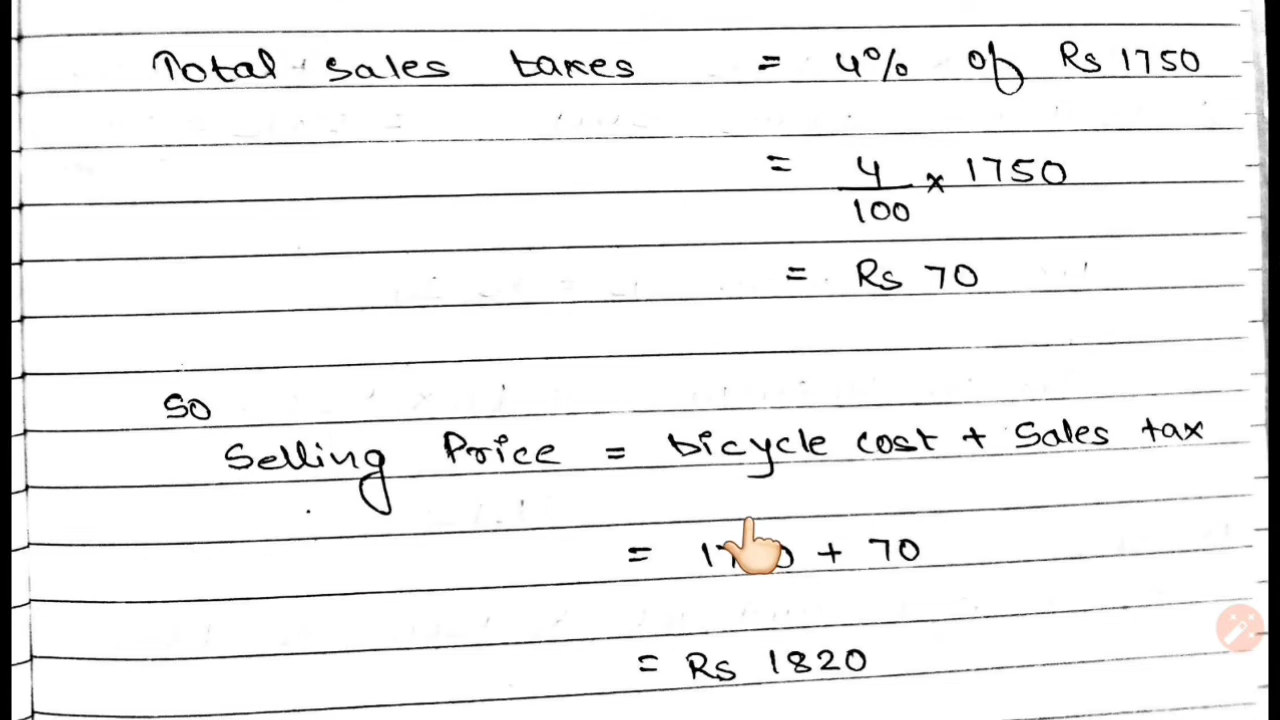 Total sales taxes = 4% of Rs 1750
= 4/100 × 1750
= Rs 70
So
Selling Price = bicycle cost + Sales tax
= + 70
= Rs 1820